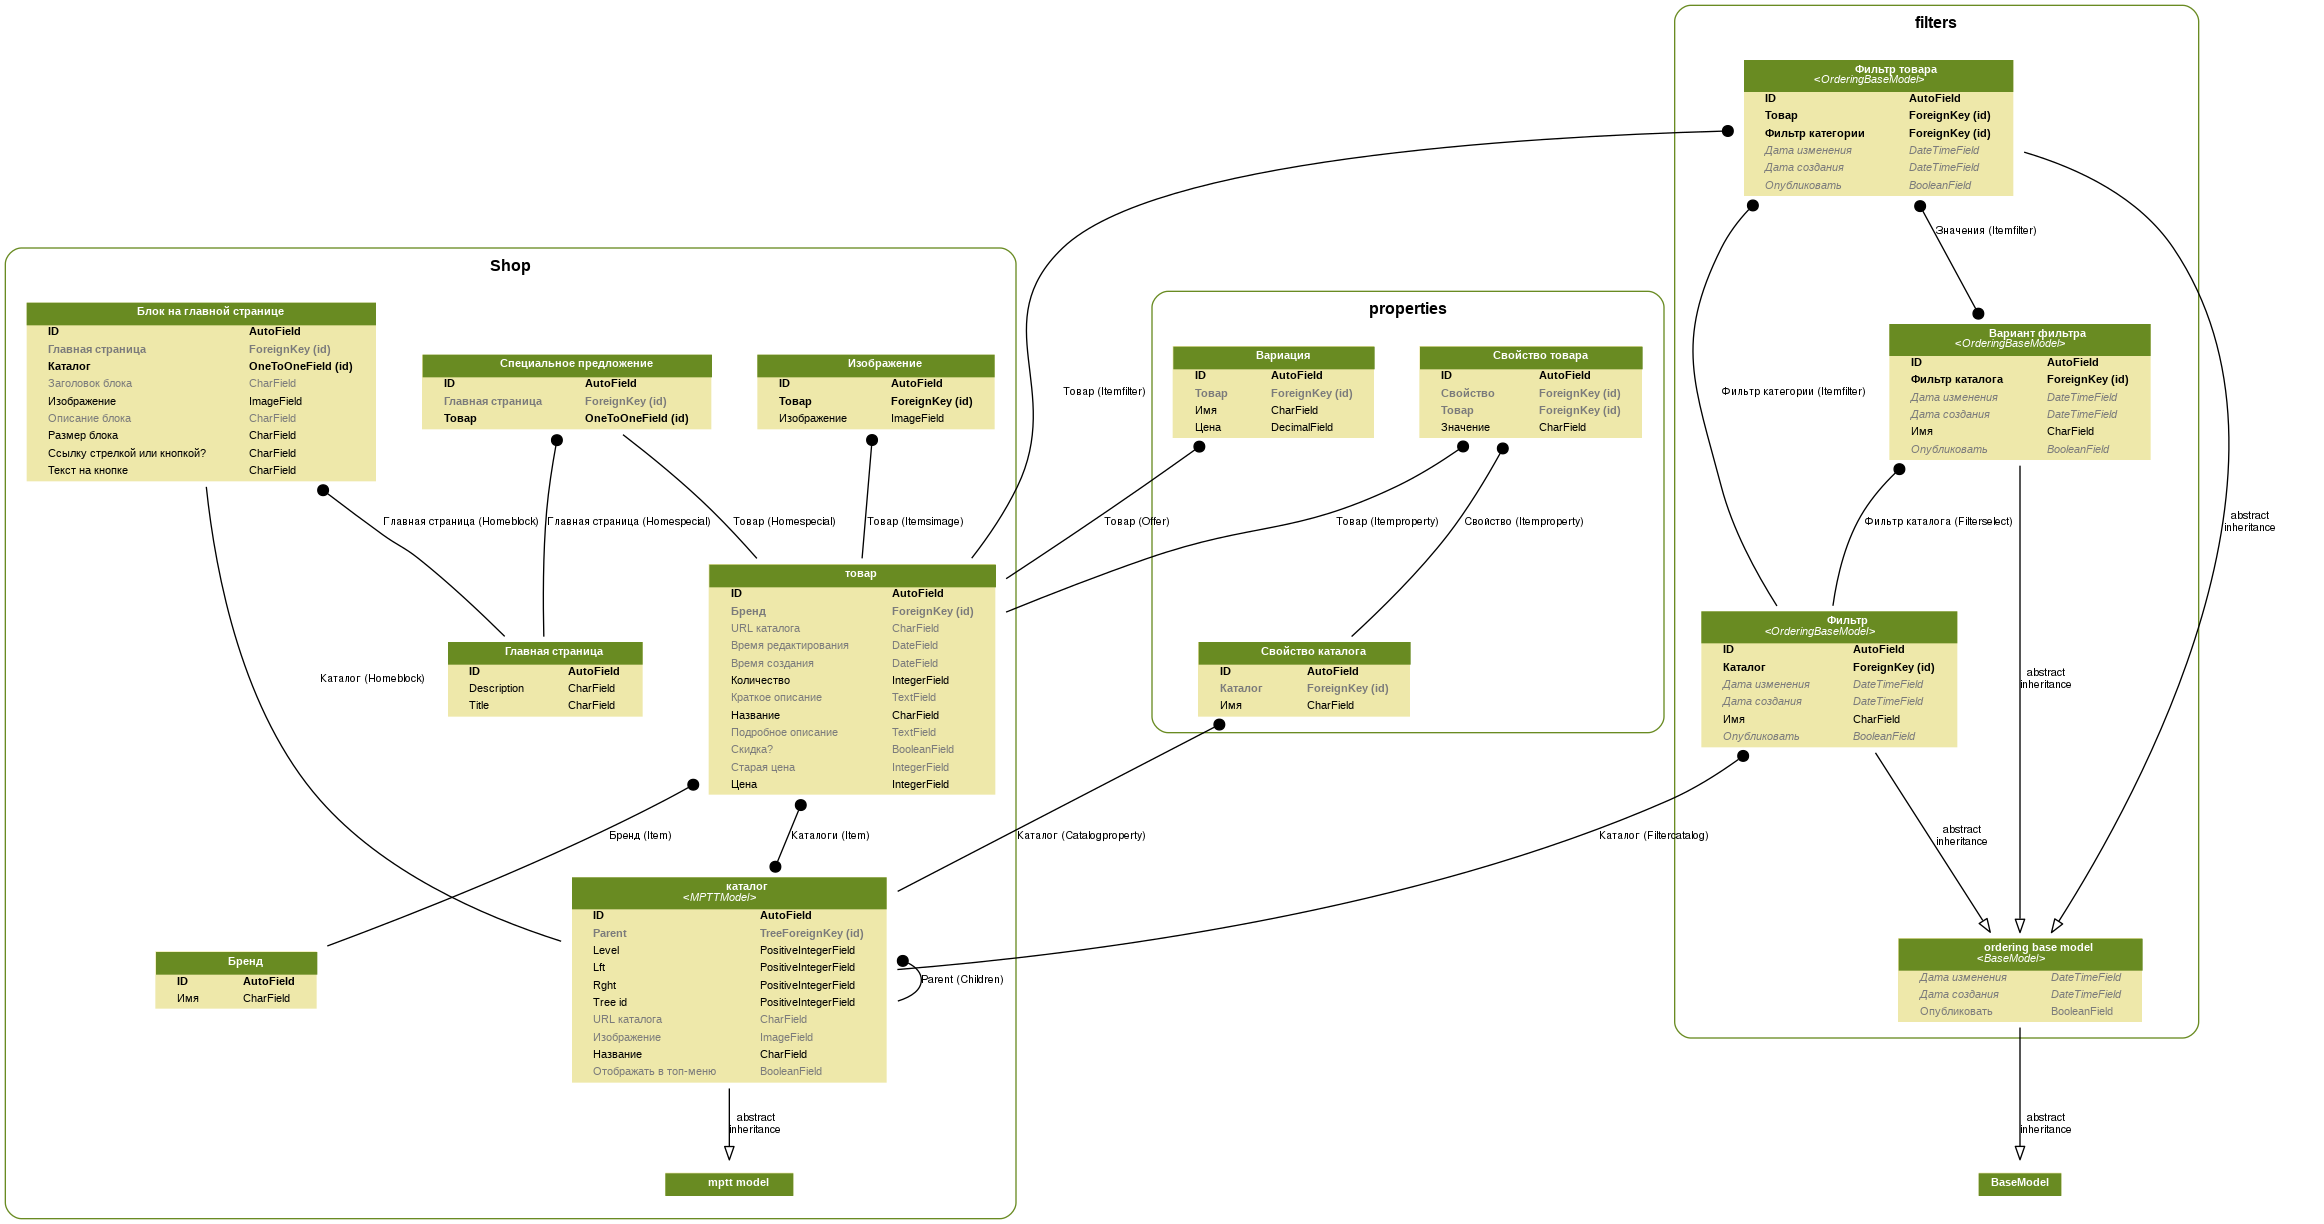 filters
Фильтр товара
<OrderingBaseModel>
ID AutoField
Товар ForeignKey (id)
Фильтр категории ForeignKey (id)
Дата изменения DateTimeField
Дата создания DateTimeField
Опубликовать BooleanField
Значения (Itemfilter)
Shop
Блок на главной странице
ID AutoField
Главная страница ForeignKey (id)
Каталог OneToOneField (id)
Заголовок блока CharField
Изображение ImageField
Описание блока CharField
Размер блока CharField
Ссылку стрелкой или кнопкой? CharField
Текст на кнопке CharField
Специальное предложение
ID AutoField
Главная страница ForeignKey (id)
Товар OneToOneField (id)
Изображение
ID AutoField
Товар ForeignKey (id)
Изображение ImageField
Товар (Itemfilter)
properties
Вариация
ID AutoField
Товар ForeignKey (id)
Имя CharField
Цена DecimalField
Свойство товара
ID AutoField
Свойство ForeignKey (id)
Товар ForeignKey (id)
Значение CharField
Фильтр категории (Itemfilter)
Вариант фильтра
<OrderingBaseModel>
ID AutoField
Фильтр каталога ForeignKey (id)
Дата изменения DateTimeField
Дата создания DateTimeField
Имя CharField
Опубликовать BooleanField
Главная страница (Homeblock)
Главная страница (Homespecial)
Товар (Homespecial)
Товар (Itemsimage)
Товар (Offer)
Товар (Itemproperty)
Свойство (Itemproperty)
Фильтр каталога (Filterselect)
abstract
inheritance
товар
ID AutoField
Бренд ForeignKey (id)
URL каталога CharField
Время редактирования DateField
Время создания DateField
Количество IntegerField
Краткое описание TextField
Название CharField
Подробное описание TextField
Скидка? BooleanField
Старая цена IntegerField
Цена IntegerField
Каталог (Homeblock)
Главная страница
ID AutoField
Description CharField
Title CharField
Свойство каталога
ID AutoField
Каталог ForeignKey (id)
Имя CharField
Фильтр
<OrderingBaseModel>
ID AutoField
Каталог ForeignKey (id)
Дата изменения DateTimeField
Дата создания DateTimeField
Имя CharField
Опубликовать BooleanField
abstract
inheritance
Бренд (Item)
Каталоги (Item)
Каталог (Catalogproperty)
Каталог (Filtercatalog)
abstract
inheritance
каталог
<MPTTModel>
ID AutoField
Parent TreeForeignKey (id)
Level PositiveIntegerField
Lft PositiveIntegerField
Rght PositiveIntegerField
Tree id PositiveIntegerField
URL каталога CharField
Изображение ImageField
Название CharField
Отображать в топ-меню BooleanField
Parent (Children)
Бренд
ID AutoField
Имя CharField
ordering base model
<BaseModel>
Дата изменения DateTimeField
Дата создания DateTimeField
Опубликовать BooleanField
abstract
inheritance
abstract
inheritance
mptt model
BaseModel